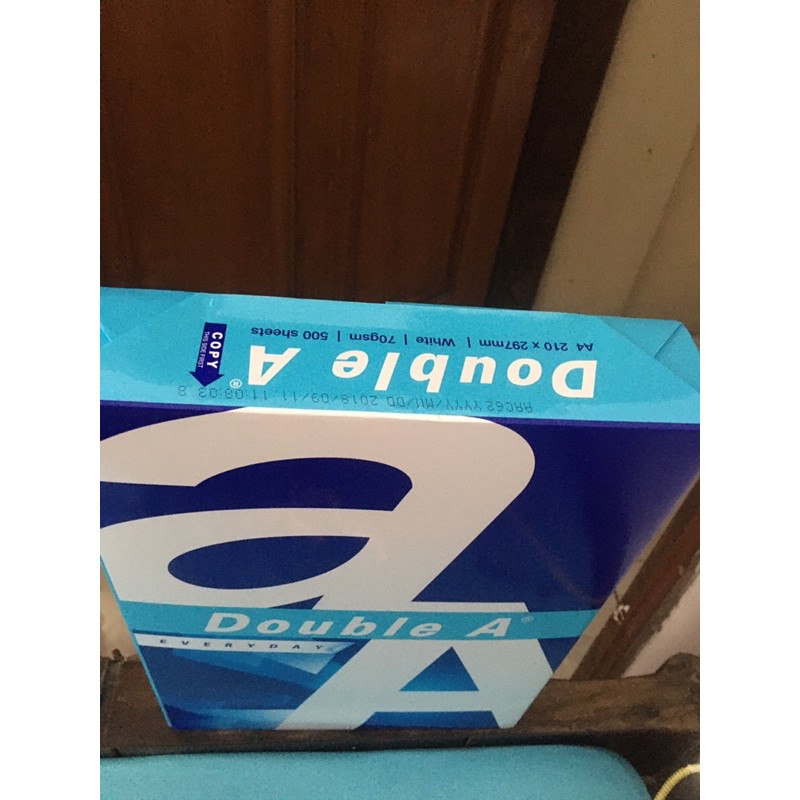 A4 210 x 297mm | White | 70gsm | 500 sheets
Double A®
AAC62 YYYY/MM/DD 2018/09/11 11:08:03 8
COPY
THIS SIDE FIRST
a
Double A®
EVERYDAY
A